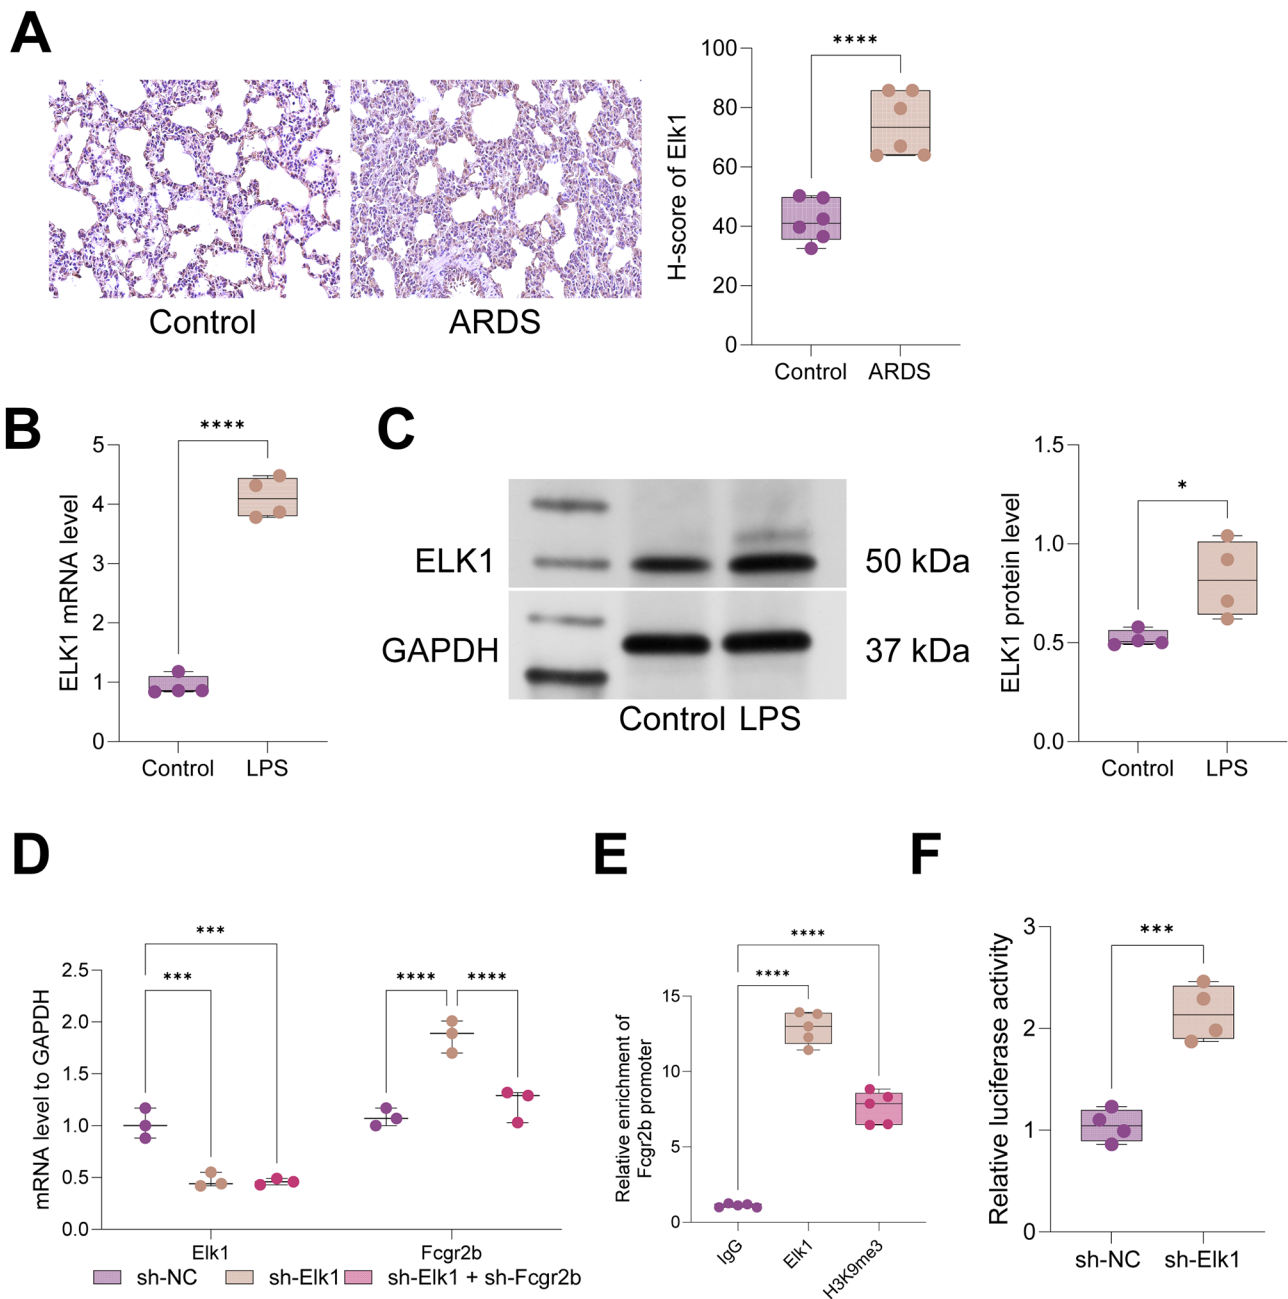 A
Control
ARDS
H-score of Elk1
100
80
60
40
20
0
****
Control
ARDS
B
ELK1 mRNA level
5
4
3
2
1
0
****
Control
LPS
C
ELK1
50 kDa
GAPDH
37 kDa
Control LPS
ELK1 protein level
1.5
1.0
0.5
0.0
*
Control
LPS
D
mRNA level to GAPDH
2.5
2.0
1.5
1.0
0.5
0.0
***
***
****
****
Elk1
Fcgr2b
sh-NC
sh-Elk1
sh-Elk1 + sh-Fcgr2b
E
Relative enrichment of
Fcgr2b promoter
15
10
5
0
****
****
IgG
Elk1
H3K9me3
F
Relative luciferase activity
3
2
1
0
***
sh-NC
sh-Elk1